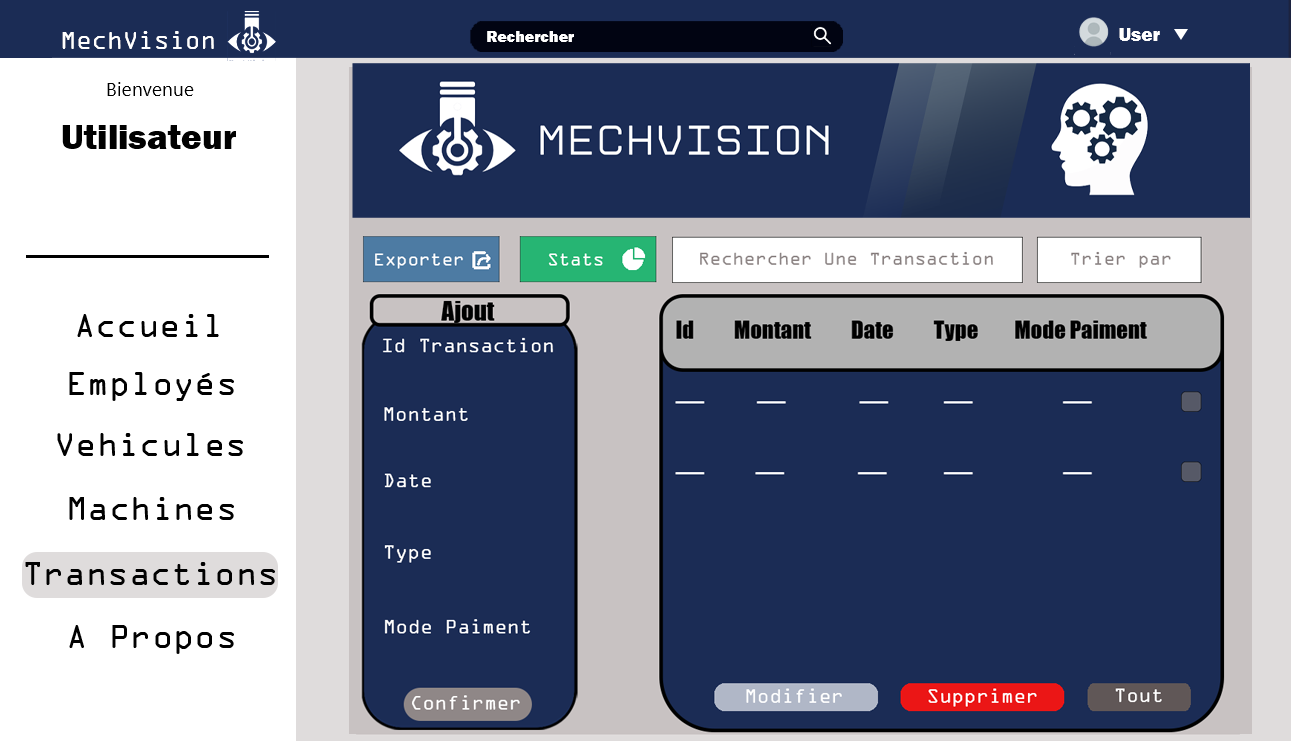 MechVision
Rechercher
User
Bienvenue
Utilisateur
Accueil
Employés
Vehicules
Machines
Transactions
A Propos
MECHVISION
Exporter
Stats
Rechercher Une Transaction
Trier par
Ajout
Id Transaction
Montant
Date
Type
Mode Paiment
Confirmer
Id Montant Date Type Mode Paiment
Modifier Supprimer Tout